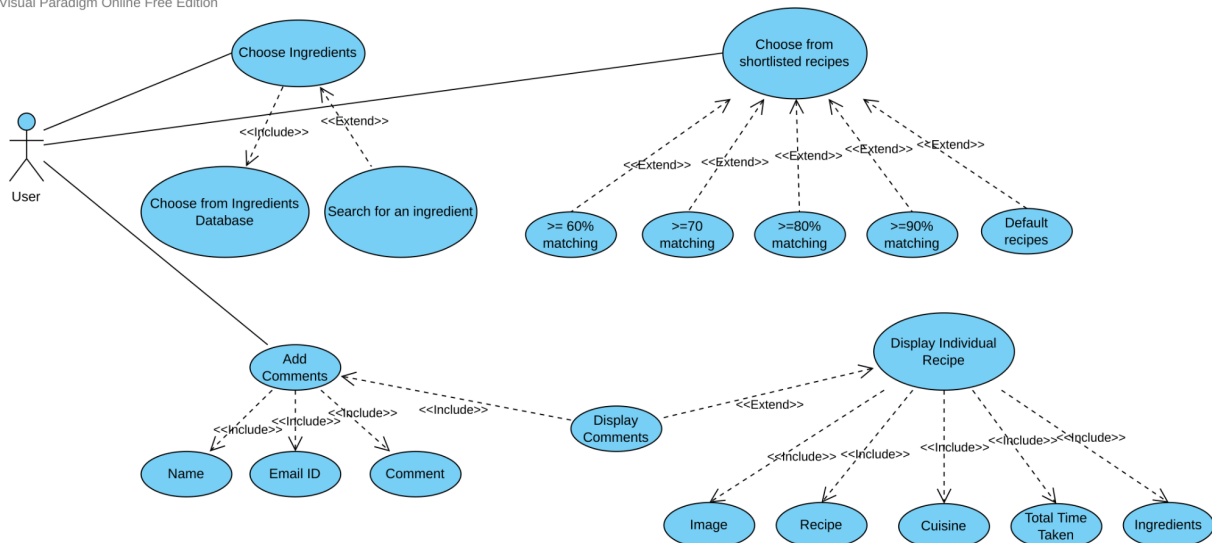 Visual Paradigm Online Free Edition
Choose Ingredients
Choose from
shortlisted recipes
<<Include>>
<<Extend>>
User
Choose from Ingredients
Database
Search for an ingredient
<<Extend>>
<<Extend>>
<<Extend>>
<<Extend>>
<<Extend>>
>= 60%
matching
>=70
matching
>=80%
matching
>=90%
matching
Default
recipes
Add
Comments
Display Individual
Recipe
<<Include>>
<<Include>>
<<Include>>
<<Include>>
Display
Comments
<<Extend>>
Name
Email ID
Comment
<<Include>>
<<Include>>
<<Include>>
<<Include>>
<<Include>>
Image
Recipe
Cuisine
Total Time
Taken
Ingredients